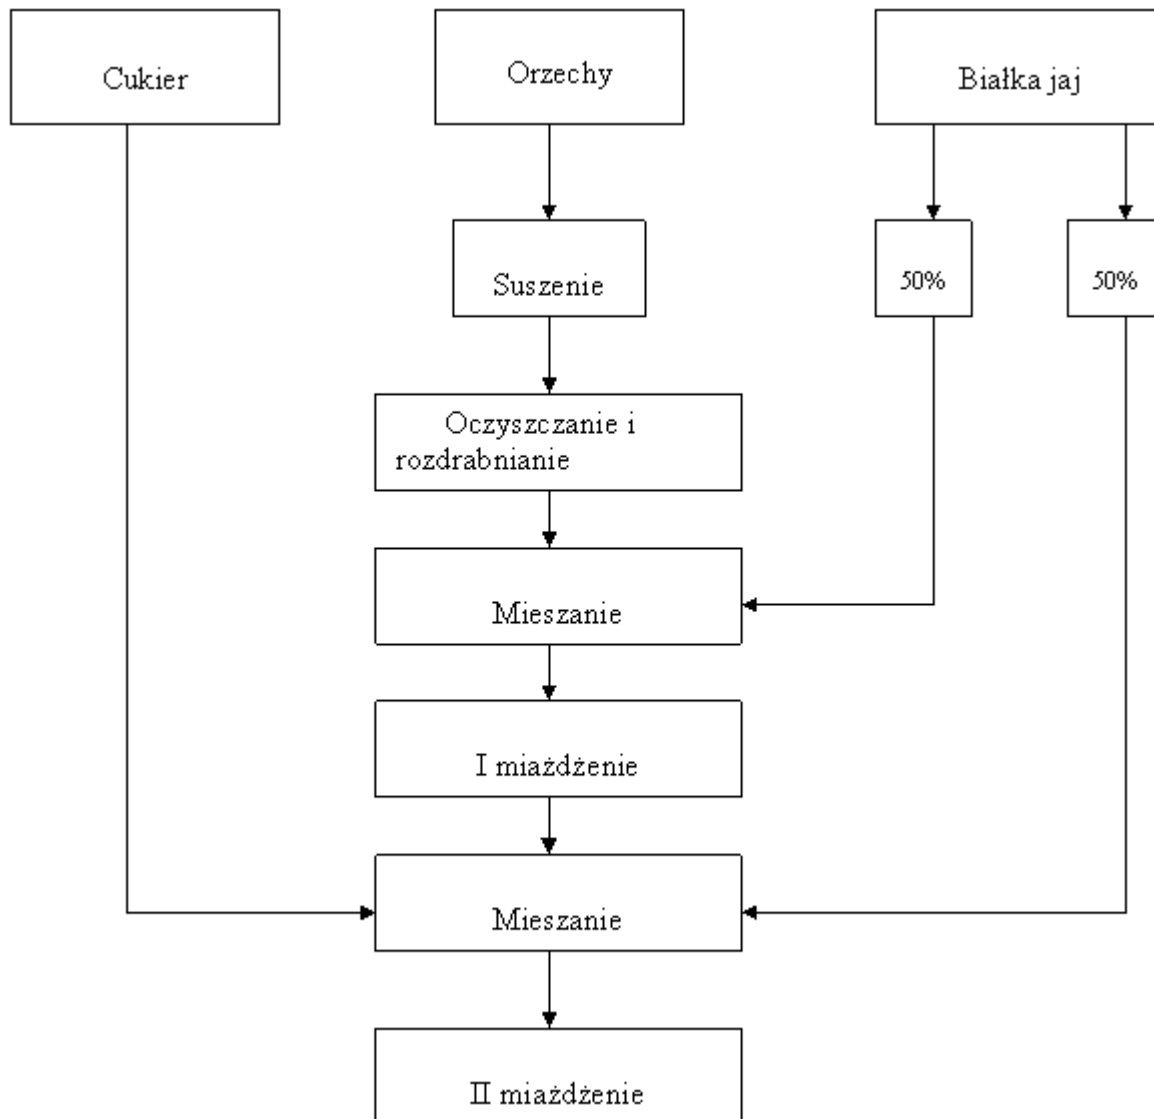 Cukier
Orzechy
Białka jaj
Suszenie
50%
50%
Oczyszczanie i
rozdrabnianie
Mieszanie
I miażdżenie
Mieszanie
II miażdżenie